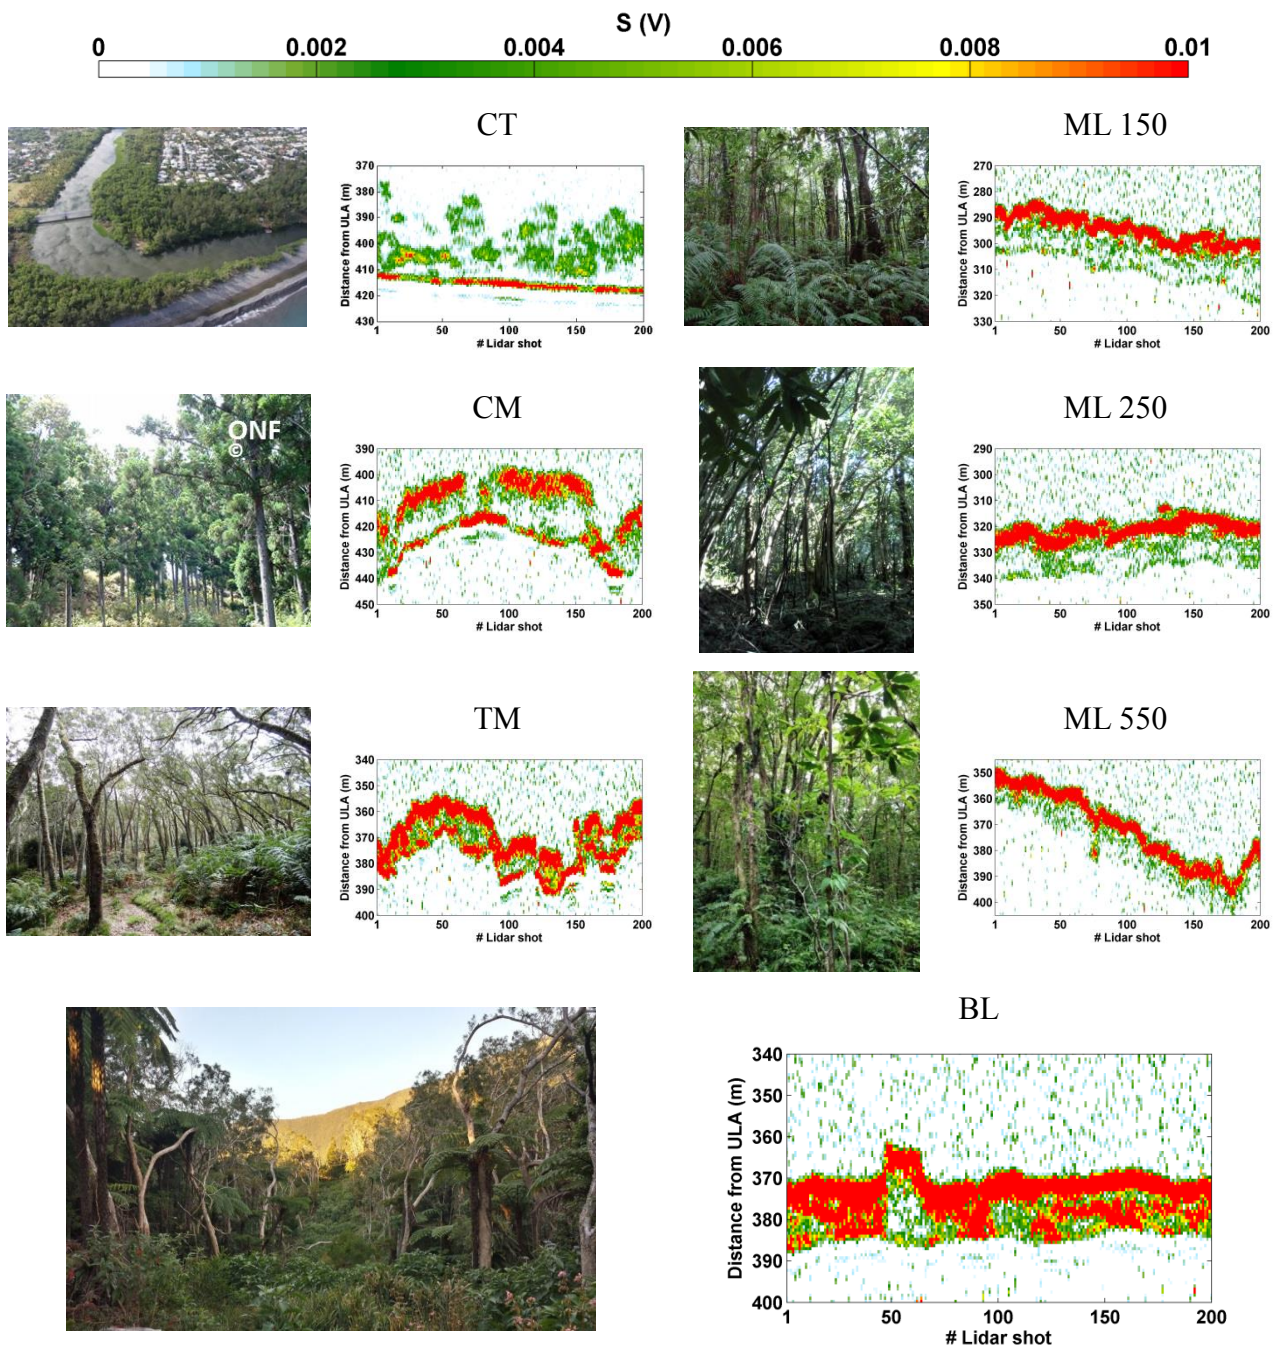 S (V)
0 0.002 0.004 0.006 0.008 0.01
CT
Distance from ULA (m)
370
380
390
400
410
420
430
1 50 100 150 200
# Lidar shot
ML 150
Distance from ULA (m)
270
280
290
300
310
320
330
1 50 100 150 200
# Lidar shot
ONF
©
CM
Distance from ULA (m)
390
400
410
420
430
440
450
1 50 100 150 200
# Lidar shot
ML 250
Distance from ULA (m)
290
300
310
320
330
340
350
1 50 100 150 200
# Lidar shot
TM
Distance from ULA (m)
340
350
360
370
380
390
400
1 50 100 150 200
# Lidar shot
ML 550
Distance from ULA (m)
350
360
370
380
390
400
1 50 100 150 200
# Lidar shot
BL
Distance from ULA (m)
340
350
360
370
380
390
400
1 50 100 150 200
# Lidar shot